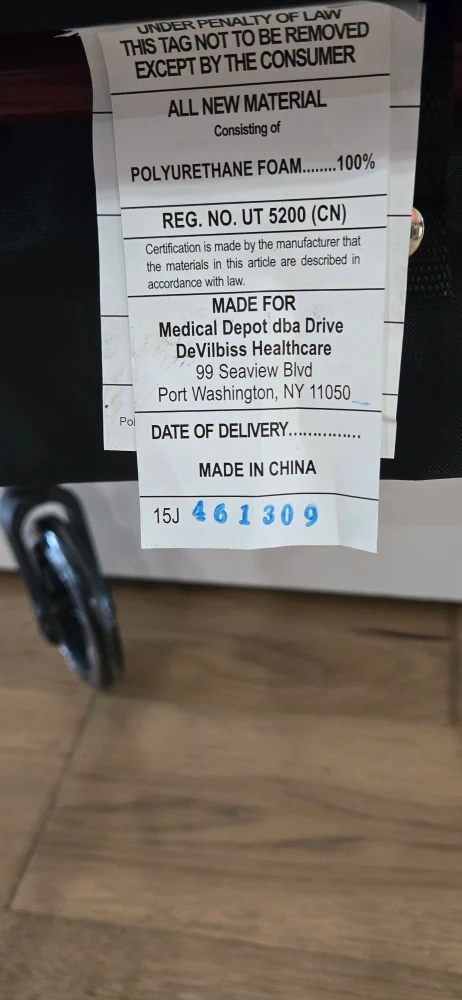 UNDER PENALTY OF LAW
THIS TAG NOT TO BE REMOVED
EXCEPT BY THE CONSUMER
ALL NEW MATERIAL
Consisting of
POLYURETHANE FOAM........100%
REG. NO. UT 5200 (CN)
Certification is made by the manufacturer that
the materials in this article are described in
accordance with law.
MADE FOR
Medical Depot dba Drive
DeVilbiss Healthcare
99 Seaview Blvd
Port Washington, NY 11050
DATE OF DELIVERY...............
MADE IN CHINA
15J 461309